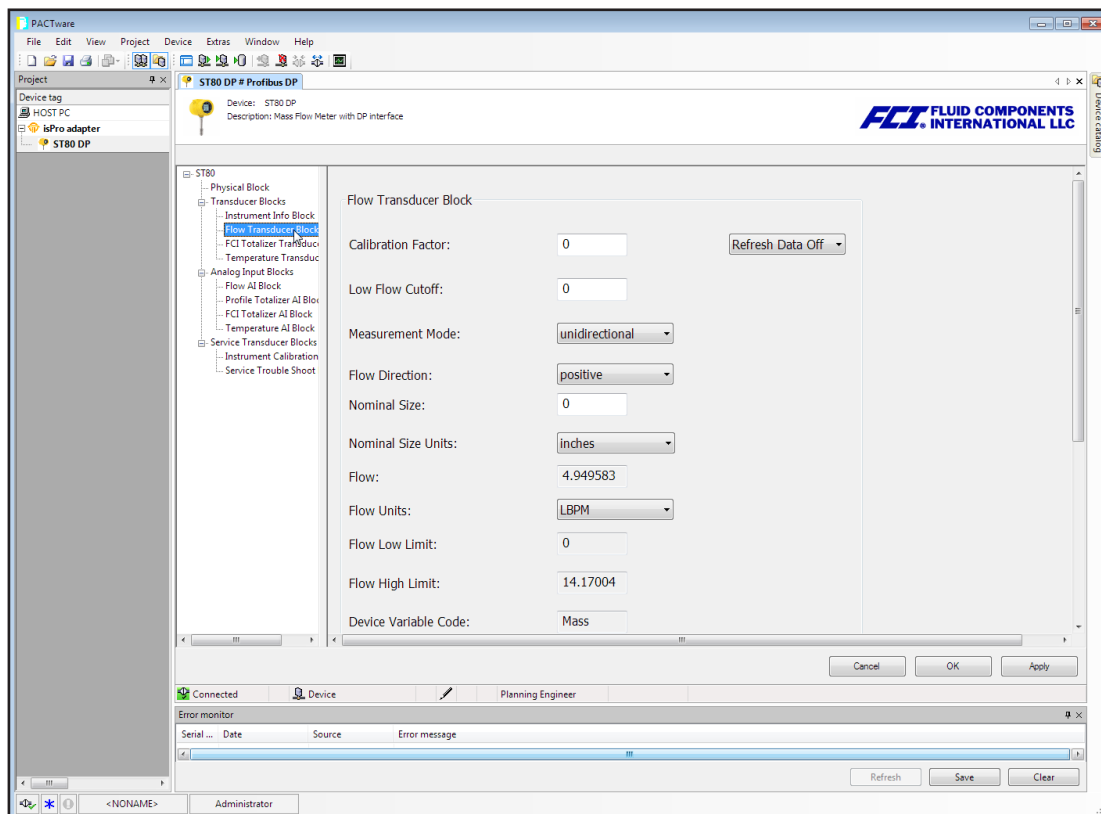 PACTware
File Edit View Project Device Extras Window Help
Project
Device tag
HOST PC
isPro adapter
ST80 DP
ST80 DP # Profibus DP
Device: ST80 DP
Description: Mass Flow Meter with DP interface
FCI. FLUID COMPONENTS
INTERNATIONAL LLC
Device catalog
ST80
Physical Block
Transducer Blocks
Instrument Info Block
Flow Transducer Block
FCI Totalizer Transduc
Temperature Transduc
Analog Input Blocks
Flow AI Block
Profile Totalizer AI Bloc
FCI Totalizer AI Block
Temperature AI Block
Service Transducer Blocks
Instrument Calibration
Service Trouble Shoot
Flow Transducer Block
Calibration Factor: 0 Refresh Data Off
Low Flow Cutoff: 0
Measurement Mode: unidirectional
Flow Direction: positive
Nominal Size: 0
Nominal Size Units: inches
Flow: 4.949583
Flow Units: LBPM
Flow Low Limit: 0
Flow High Limit: 14.17004
Device Variable Code: Mass
Cancel OK Apply
Connected Device Planning Engineer
Error monitor
Serial ... Date Source Error message
Refresh Save Clear
<NONAME> Administrator